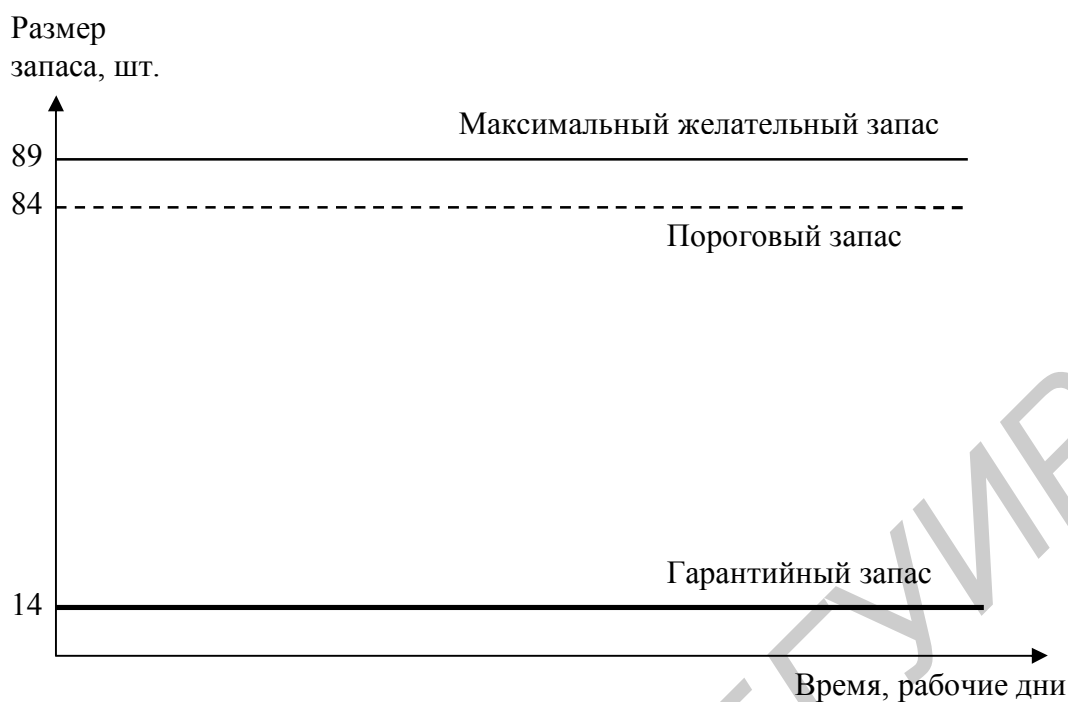 Размер
запаса, шт.
Максимальный желательный запас
89
84
Пороговый запас
Гарантийный запас
14
Время, рабочие дни